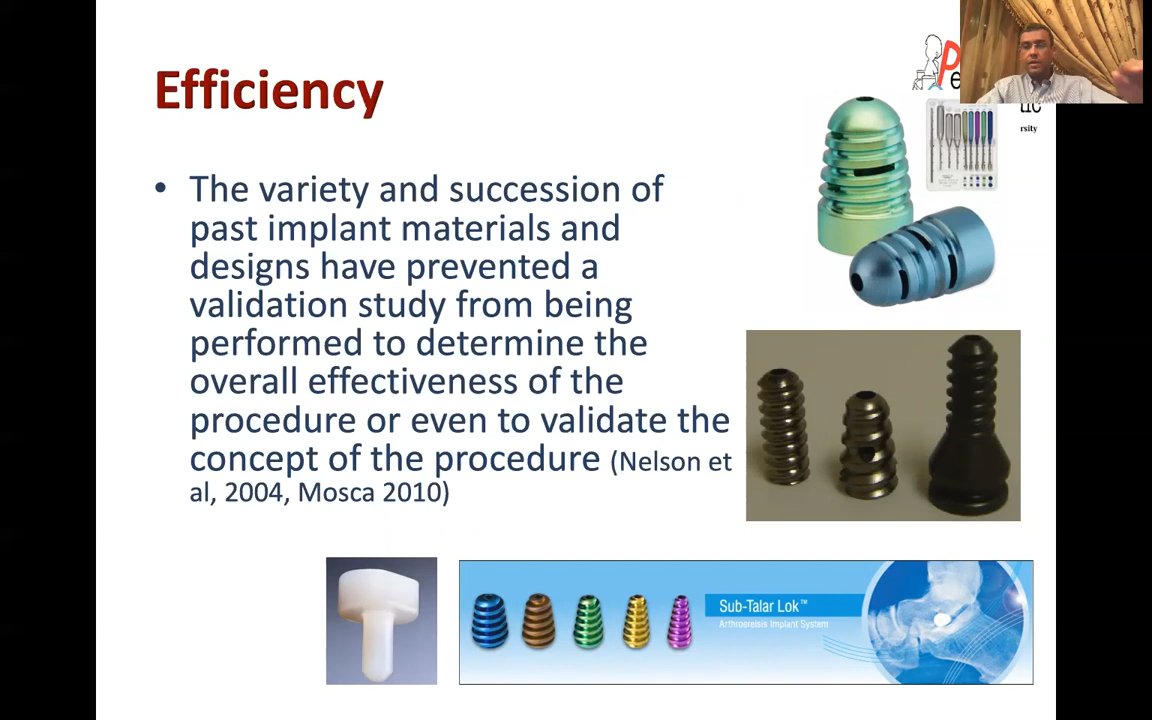 Efficiency
• The variety and succession of
past implant materials and
designs have prevented a
validation study from being
performed to determine the
overall effectiveness of the
procedure or even to validate the
concept of the procedure (Nelson et
al, 2004, Mosca 2010)
rsity
Sub-Talar Lok™
Arthroereisis Implant System